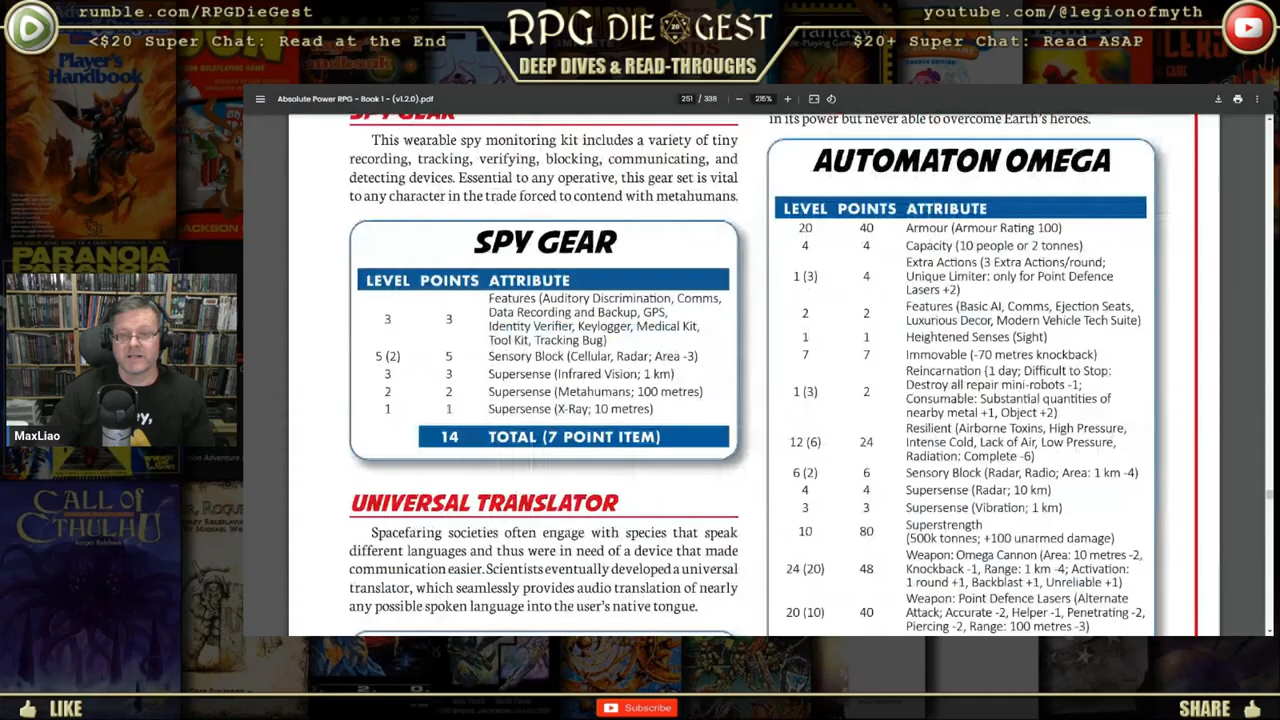 rumble.com/RPGDieGest
<$20 Super Chat: Read at the End
RPG DIE GEST
DEEP DIVES & READ-THROUGHS
youtube.com/@legionofmyth
$20+ Super Chat: Read ASAP
Absolute Power RPG - Book 1 - (v1.2.0).pdf
251 / 338
215%
SPY GEAR
This wearable spy monitoring kit includes a variety of tiny
recording, tracking, verifying, blocking, communicating, and
detecting devices. Essential to any operative, this gear set is vital
to any character in the trade forced to contend with metahumans.
SPY GEAR
LEVEL POINTS ATTRIBUTE
3 3 Features (Auditory Discrimination, Comms,
Data Recording and Backup, GPS,
Identity Verifier, Keylogger, Medical Kit,
Tool Kit, Tracking Bug)
5 (2) 5 Sensory Block (Cellular, Radar; Area -3)
3 3 Supersense (Infrared Vision; 1 km)
2 2 Supersense (Metahumans; 100 metres)
1 1 Supersense (X-Ray; 10 metres)
14 TOTAL (7 POINT ITEM)
UNIVERSAL TRANSLATOR
Spacefaring societies often engage with species that speak
different languages and thus were in need of a device that made
communication easier. Scientists eventually developed a universal
translator, which seamlessly provides audio translation of nearly
any possible spoken language into the user's native tongue.
in its power but never able to overcome Earth's heroes.
AUTOMATON OMEGA
LEVEL POINTS ATTRIBUTE
20 40 Armour (Armour Rating 100)
4 4 Capacity (10 people or 2 tonnes)
1 (3) 4 Extra Actions (3 Extra Actions/round;
Unique Limiter: only for Point Defence
Lasers +2)
2 2 Features (Basic AI, Comms, Ejection Seats,
Luxurious Decor, Modern Vehicle Tech Suite)
1 1 Heightened Senses (Sight)
7 7 Immovable (-70 metres knockback)
1 (3) 2 Reincarnation (1 day; Difficult to Stop:
Destroy all repair mini-robots -1;
Consumable: Substantial quantities of
nearby metal +1, Object +2)
12 (6) 24 Resilient (Airborne Toxins, High Pressure,
Intense Cold, Lack of Air, Low Pressure,
Radiation: Complete -6)
6 (2) 6 Sensory Block (Radar, Radio; Area: 1 km -4)
4 4 Supersense (Radar; 10 km)
3 3 Supersense (Vibration; 1 km)
10 80 Superstrength
(500k tonnes; +100 unarmed damage)
24 (20) 48 Weapon: Omega Cannon (Area: 10 metres -2,
Knockback -1, Range: 1 km -4; Activation:
1 round +1, Backblast +1, Unreliable +1)
20 (10) 40 Weapon: Point Defence Lasers (Alternate
Attack; Accurate -2, Helper -1, Penetrating -2,
Piercing -2, Range: 100 metres -3)
Player's
Handbook
PARANOIA
MaxLiao
CALL OF
CTHULHU
LIKE
Subscribe
SHARE